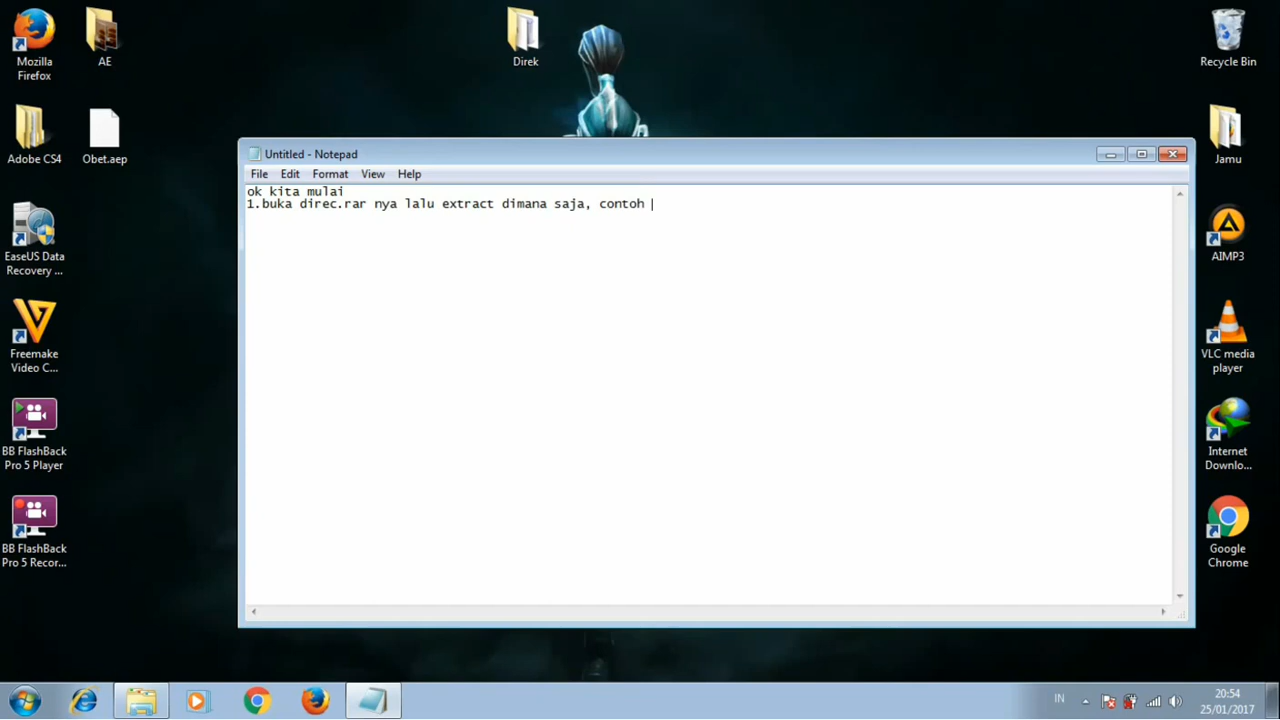 Mozilla
Firefox
AE
Direk
Recycle Bin
Adobe CS4
Obet.aep
Jamu
Untitled - Notepad
File Edit Format View Help
ok kita mulai
1.buka direc.rar nya lalu extract dimana saja, contoh
EaseUS Data
Recovery ...
AIMP3
Freemake
Video C...
VLC media
player
BB FlashBack
Pro 5 Player
Internet
Downlo...
BB FlashBack
Pro 5 Recor...
Google
Chrome
IN
20:54
25/01/2017